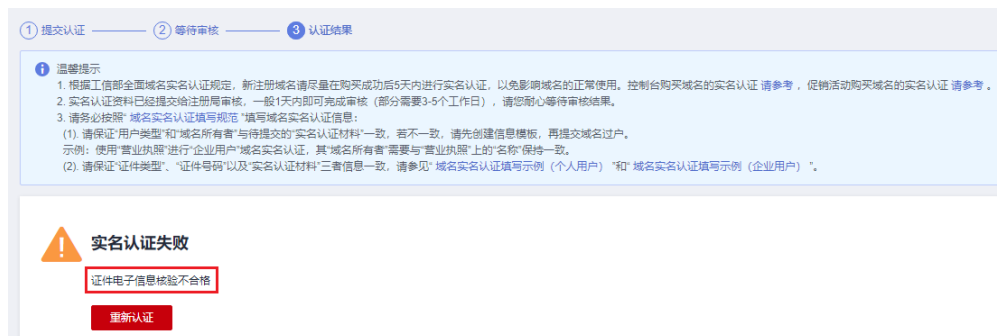 1 提交认证 2 等待审核 3 认证结果
温馨提示
1. 根据工信部全面域名实名认证规定，新注册域名请尽量在购买成功后5天内进行实名认证，以免影响域名的正常使用。控制台购买域名的实名认证 请参考 ，促销活动购买域名的实名认证 请参考 。
2. 实名认证资料已经提交给注册局审核，一般1天内即可完成审核（部分需要3-5个工作日），请您耐心等待审核结果。
3. 请务必按照“ 域名实名认证填写规范 ”填写域名实名认证信息：
(1). 请保证“用户类型”和“域名所有者”与待提交的“实名认证材料”一致，若不一致，请先创建信息模板，再提交域名过户。
示例：使用“营业执照”进行“企业用户”域名实名认证，其“域名所有者”需要与“营业执照”上的“名称”保持一致。
(2). 请保证“证件类型”、“证件号码”以及“实名认证材料”三者信息一致，请参见“ 域名实名认证填写示例（个人用户） ”和“ 域名实名认证填写示例（企业用户） ”。
实名认证失败
证件电子信息核验不合格
重新认证